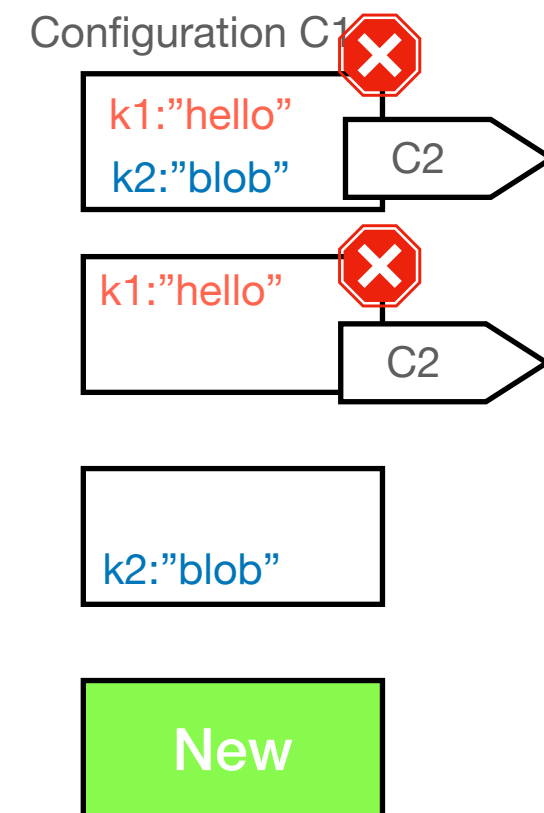 Configuration C1
k1:”hello”
k2:”blob”
C2
k1:”hello”
C2
k2:”blob”
New